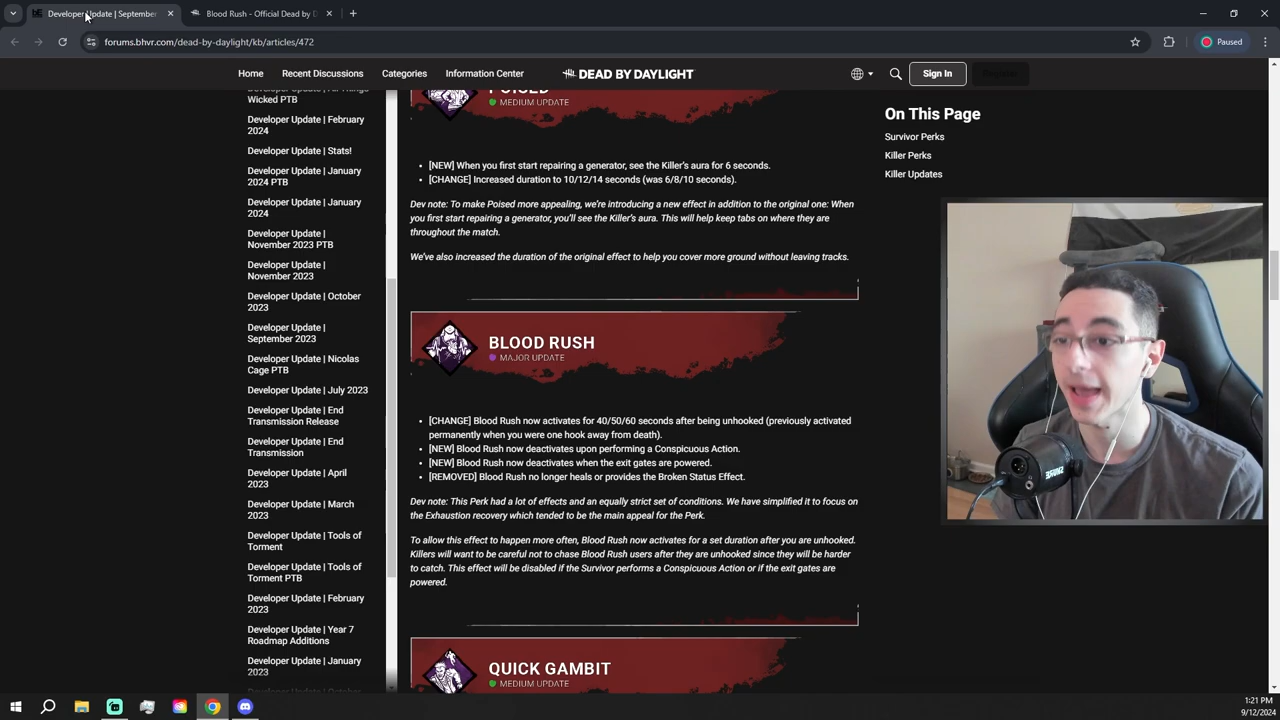 Developer Update | September
Blood Rush - Official Dead by D
forums.bhvr.com/dead-by-daylight/kb/articles/472
Paused
Home
Recent Discussions
Categories
Information Center
DEAD BY DAYLIGHT
Sign In
Register
Wicked PTB
Developer Update | February
2024
Developer Update | Stats!
Developer Update | January
2024 PTB
Developer Update | January
2024
Developer Update |
November 2023 PTB
Developer Update |
November 2023
Developer Update | October
2023
Developer Update |
September 2023
Developer Update | Nicolas
Cage PTB
Developer Update | July 2023
Developer Update | End
Transmission Release
Developer Update | End
Transmission
Developer Update | April
2023
Developer Update | March
2023
Developer Update | Tools of
Torment
Developer Update | Tools of
Torment PTB
Developer Update | February
2023
Developer Update | Year 7
Roadmap Additions
Developer Update | January
2023
POISED
MEDIUM UPDATE
[NEW] When you first start repairing a generator, see the Killer's aura for 6 seconds.
[CHANGE] Increased duration to 10/12/14 seconds (was 6/8/10 seconds).
Dev note: To make Poised more appealing, we're introducing a new effect in addition to the original one: When
you first start repairing a generator, you'll see the Killer's aura. This will help keep tabs on where they are
throughout the match.
We've also increased the duration of the original effect to help you cover more ground without leaving tracks.
BLOOD RUSH
MAJOR UPDATE
[CHANGE] Blood Rush now activates for 40/50/60 seconds after being unhooked (previously activated
permanently when you were one hook away from death).
[NEW] Blood Rush now deactivates upon performing a Conspicuous Action.
[NEW] Blood Rush now deactivates when the exit gates are powered.
[REMOVED] Blood Rush no longer heals or provides the Broken Status Effect.
Dev note: This Perk had a lot of effects and an equally strict set of conditions. We have simplified it to focus on
the Exhaustion recovery which tended to be the main appeal for the Perk.
To allow this effect to happen more often, Blood Rush now activates for a set duration after you are unhooked.
Killers will want to be careful not to chase Blood Rush users after they are unhooked since they will be harder
to catch. This effect will be disabled if the Survivor performs a Conspicuous Action or if the exit gates are
powered.
QUICK GAMBIT
MEDIUM UPDATE
On This Page
Survivor Perks
Killer Perks
Killer Updates
1:21 PM
9/12/2024